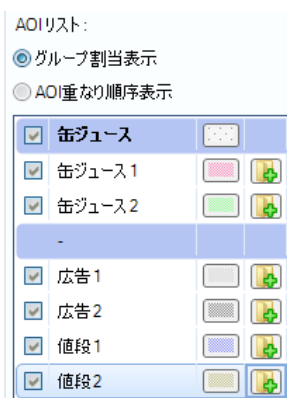 AOIリスト:
グループ割当表示
AOI重なり順序表示
缶ジュース
缶ジュース1
缶ジュース2
-
広告1
広告2
値段1
値段2